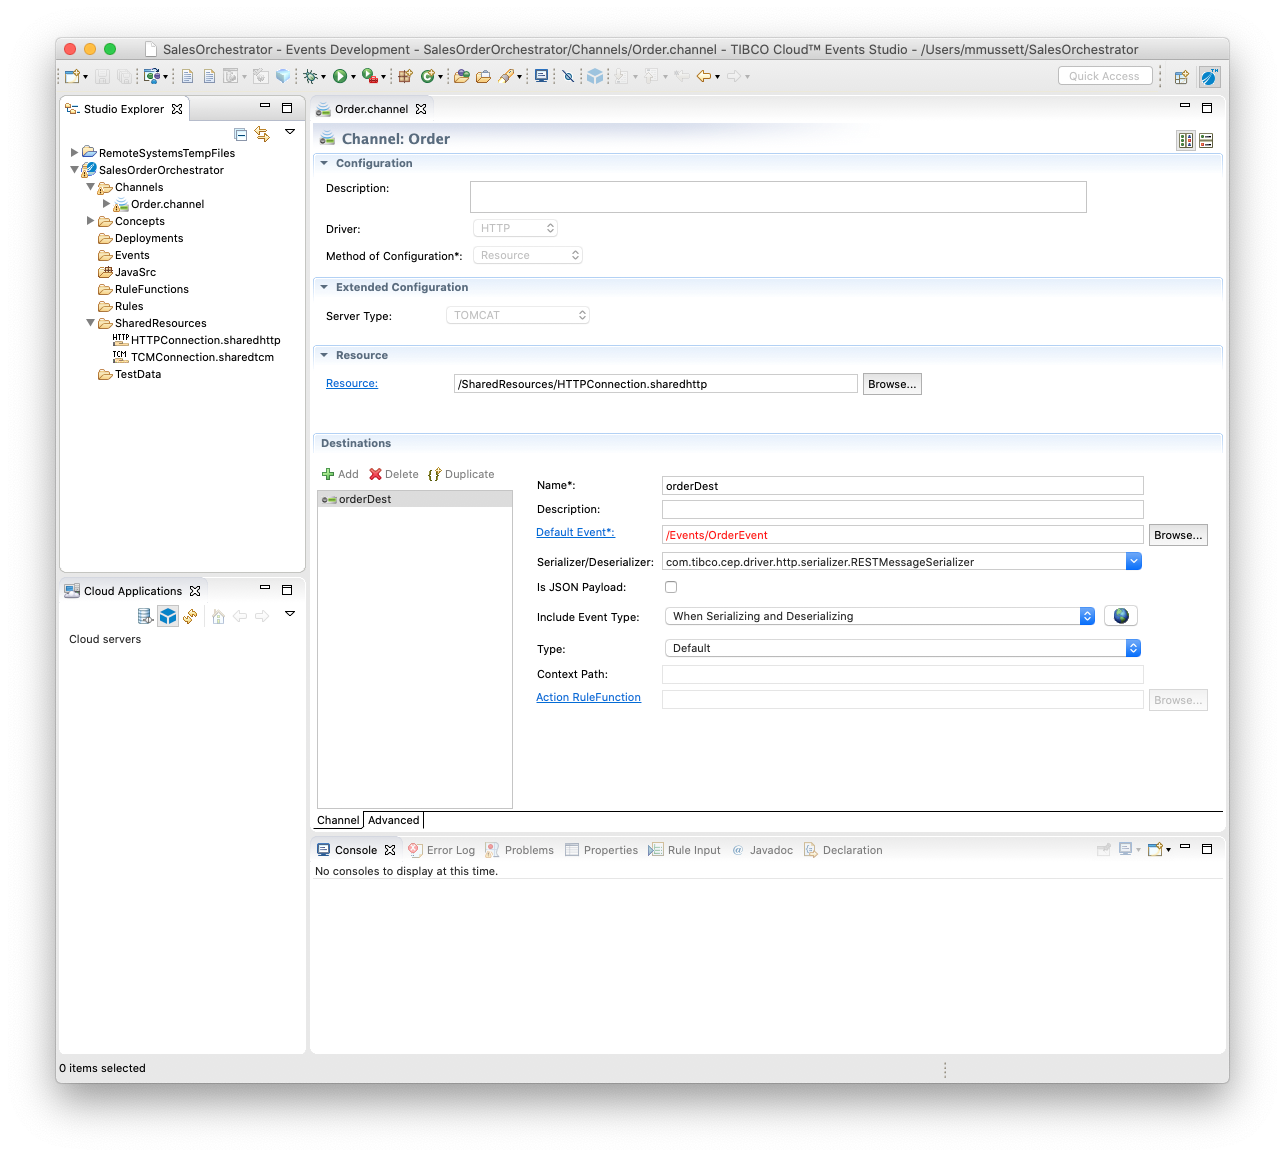 SalesOrchestrator - Events Development - SalesOrderOrchestrator/Channels/Order.channel - TIBCO Cloud™ Events Studio - /Users/mmussett/SalesOrchestrator
Quick Access
TM
Studio Explorer
RemoteSystemsTempFiles
SalesOrderOrchestrator
Channels
Order.channel
Concepts
Deployments
Events
JavaSrc
RuleFunctions
Rules
SharedResources
HTTP HTTPConnection.sharedhttp
TCM TCMConnection.sharedtcm
TestData
Cloud Applications
Cloud servers
Order.channel
Channel: Order
Configuration
Description:
Driver: HTTP
Method of Configuration*: Resource
Extended Configuration
Server Type: TOMCAT
Resource
Resource: /SharedResources/HTTPConnection.sharedhttp Browse...
Destinations
Add Delete Duplicate
orderDest
Name*: orderDest
Description:
Default Event*: /Events/OrderEvent Browse...
Serializer/Deserializer: com.tibco.cep.driver.http.serializer.RESTMessageSerializer
Is JSON Payload:
Include Event Type: When Serializing and Deserializing
Type: Default
Context Path:
Action RuleFunction Browse...
Channel Advanced
Console Error Log Problems Properties Rule Input @ Javadoc Declaration
No consoles to display at this time.
0 items selected